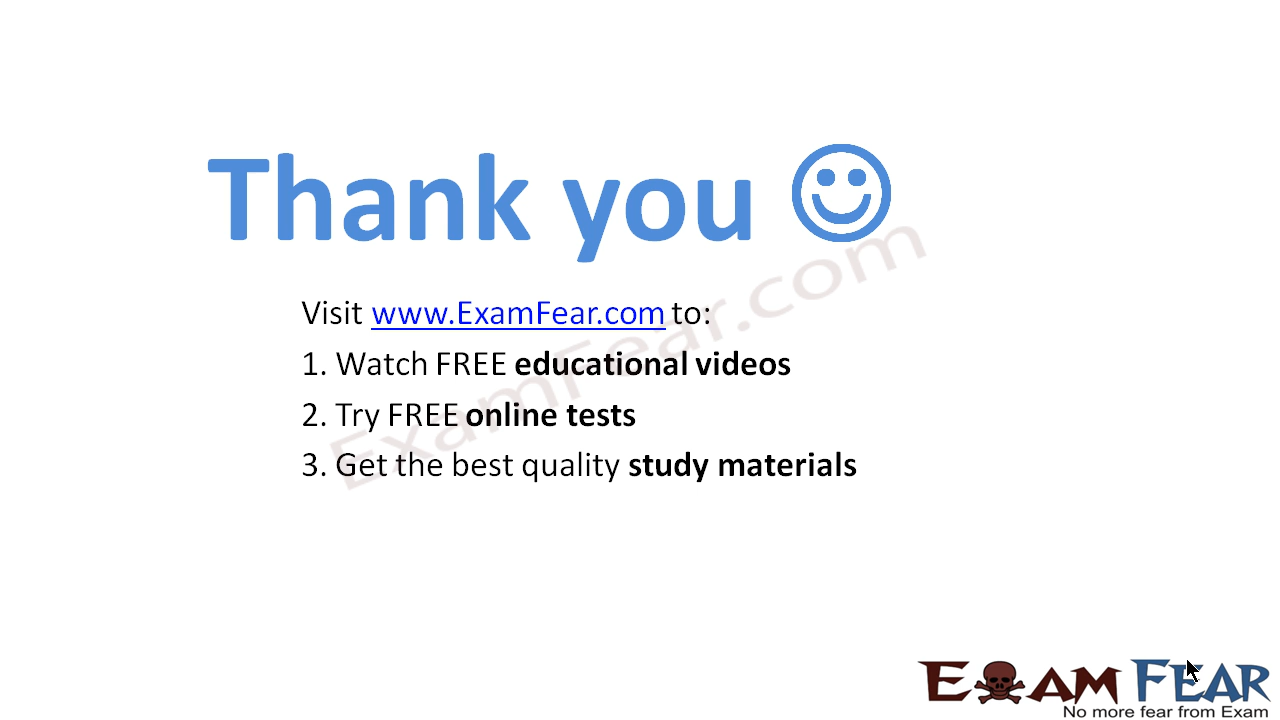 Thank you
Visit www.ExamFear.com to:
1. Watch FREE educational videos
2. Try FREE online tests
3. Get the best quality study materials
ExamFear.com
EXAM FEAR
No more fear from Exam